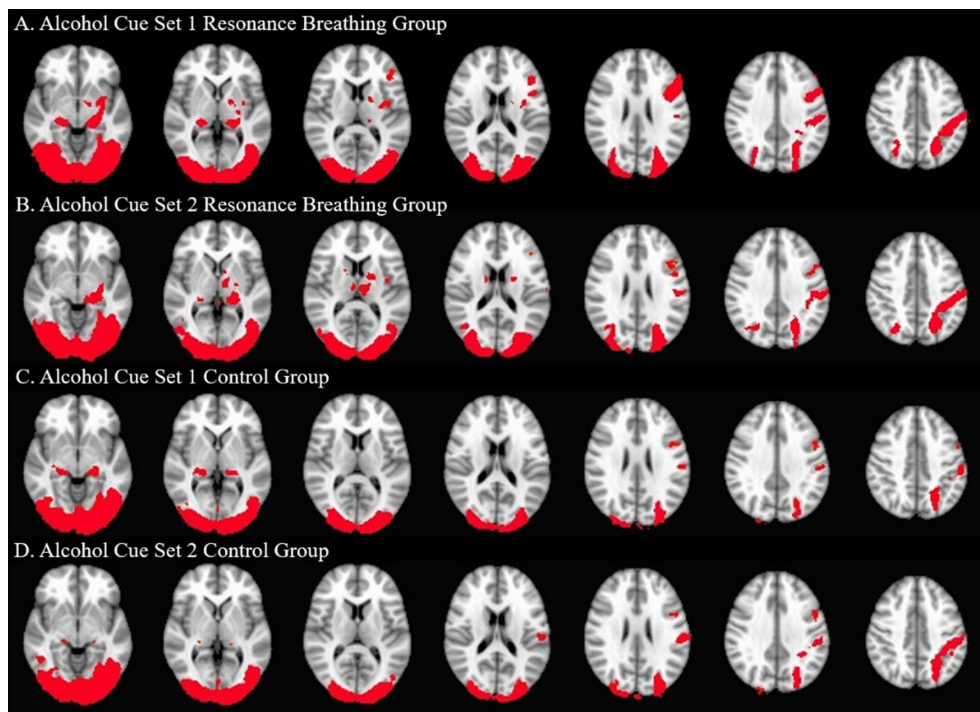 A. Alcohol Cue Set 1 Resonance Breathing Group
B. Alcohol Cue Set 2 Resonance Breathing Group
C. Alcohol Cue Set 1 Control Group
D. Alcohol Cue Set 2 Control Group